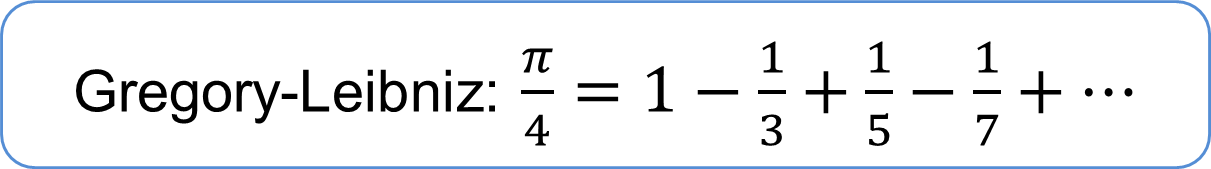 Gregory-Leibniz: π/4 = 1 − 1/3 + 1/5 − 1/7 + ⋯